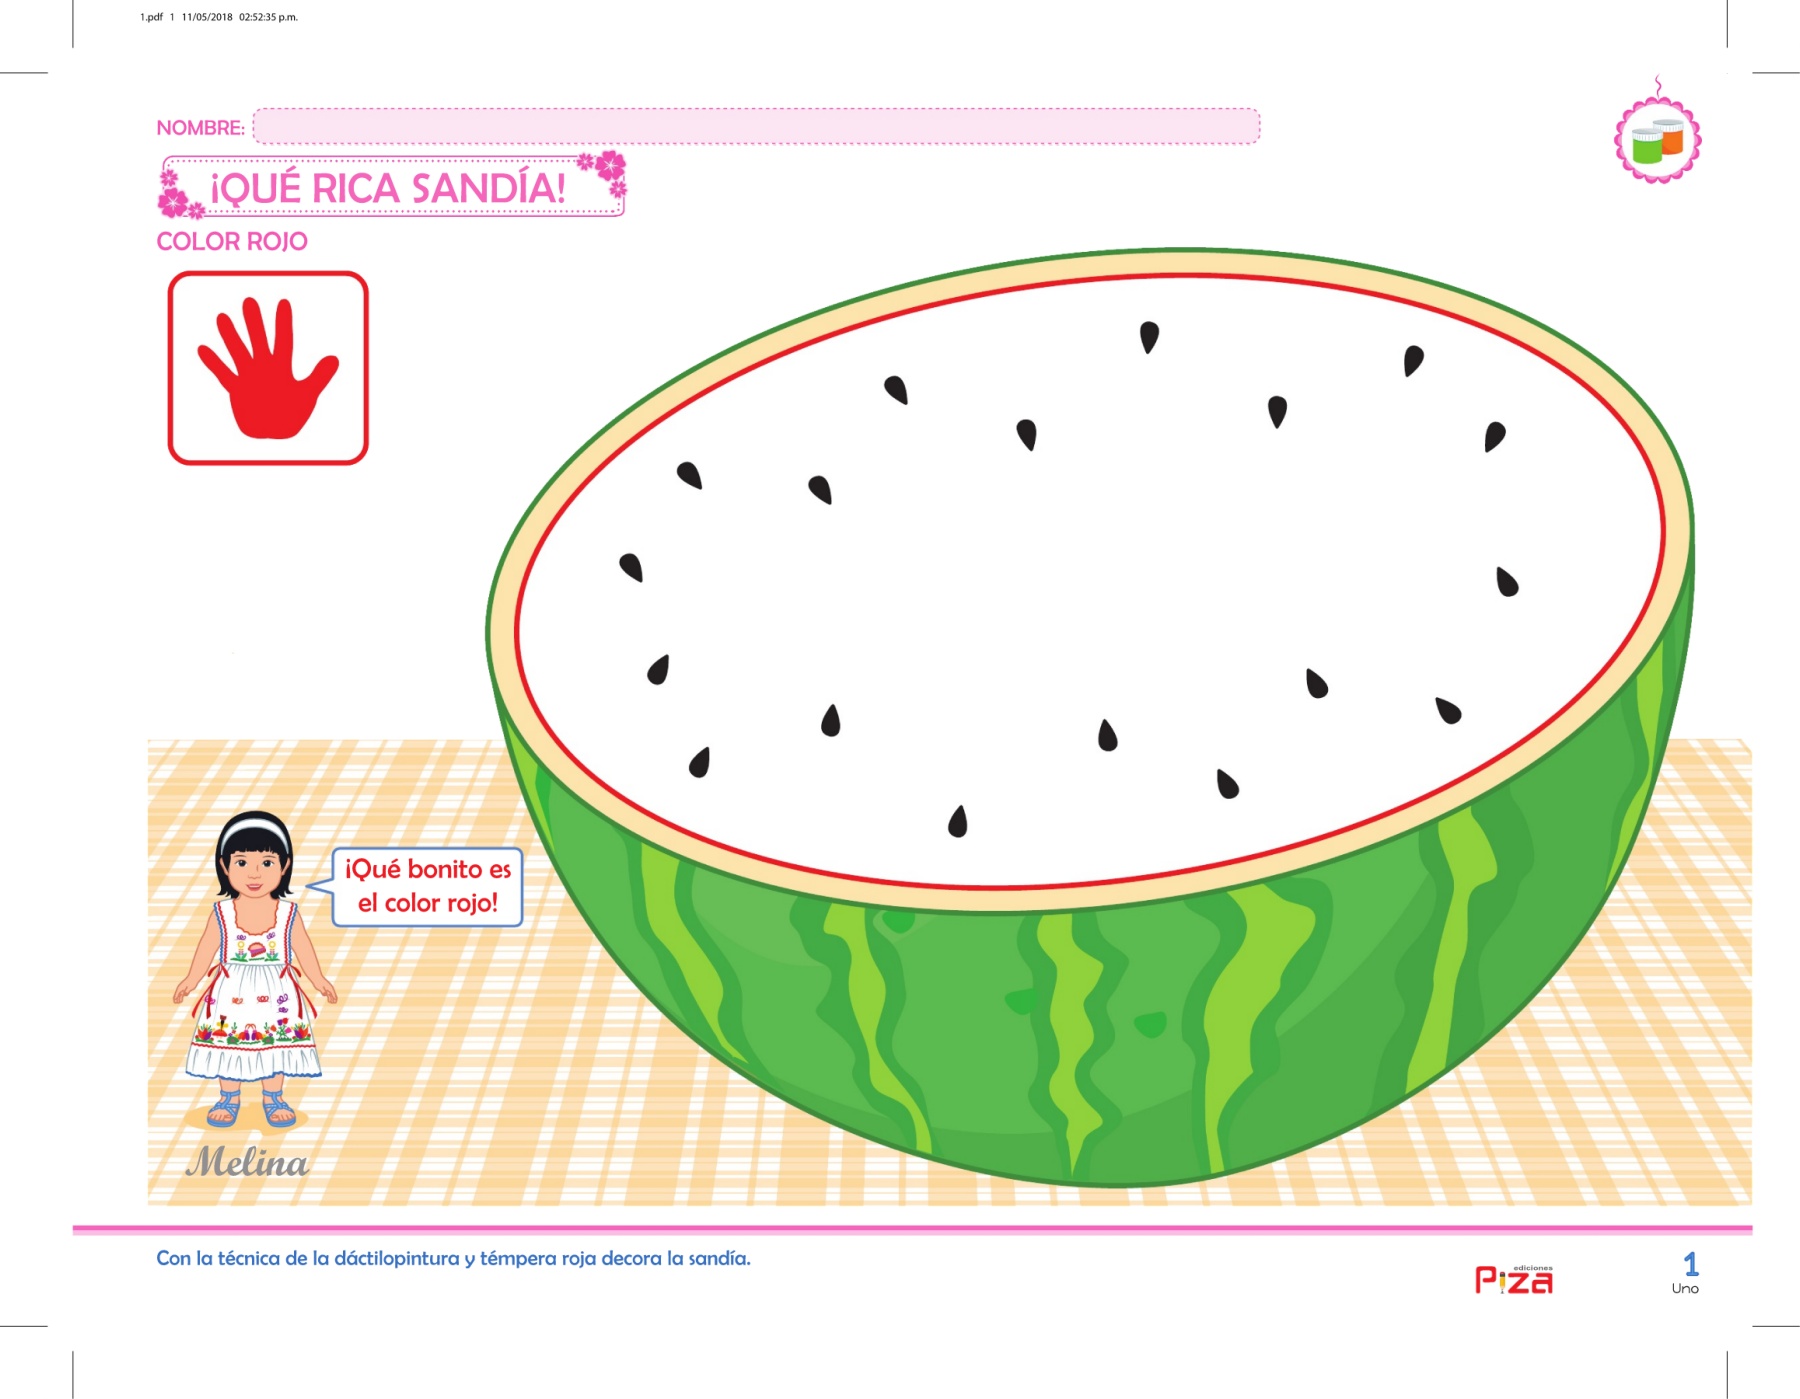 1.pdf 1 11/05/2018 02:52:35 p.m.
NOMBRE:
¡QUÉ RICA SANDÍA!
COLOR ROJO
¡Qué bonito es
el color rojo!
Melina
Con la técnica de la dáctilopintura y témpera roja decora la sandía.
ediciones
Piza
1
Uno